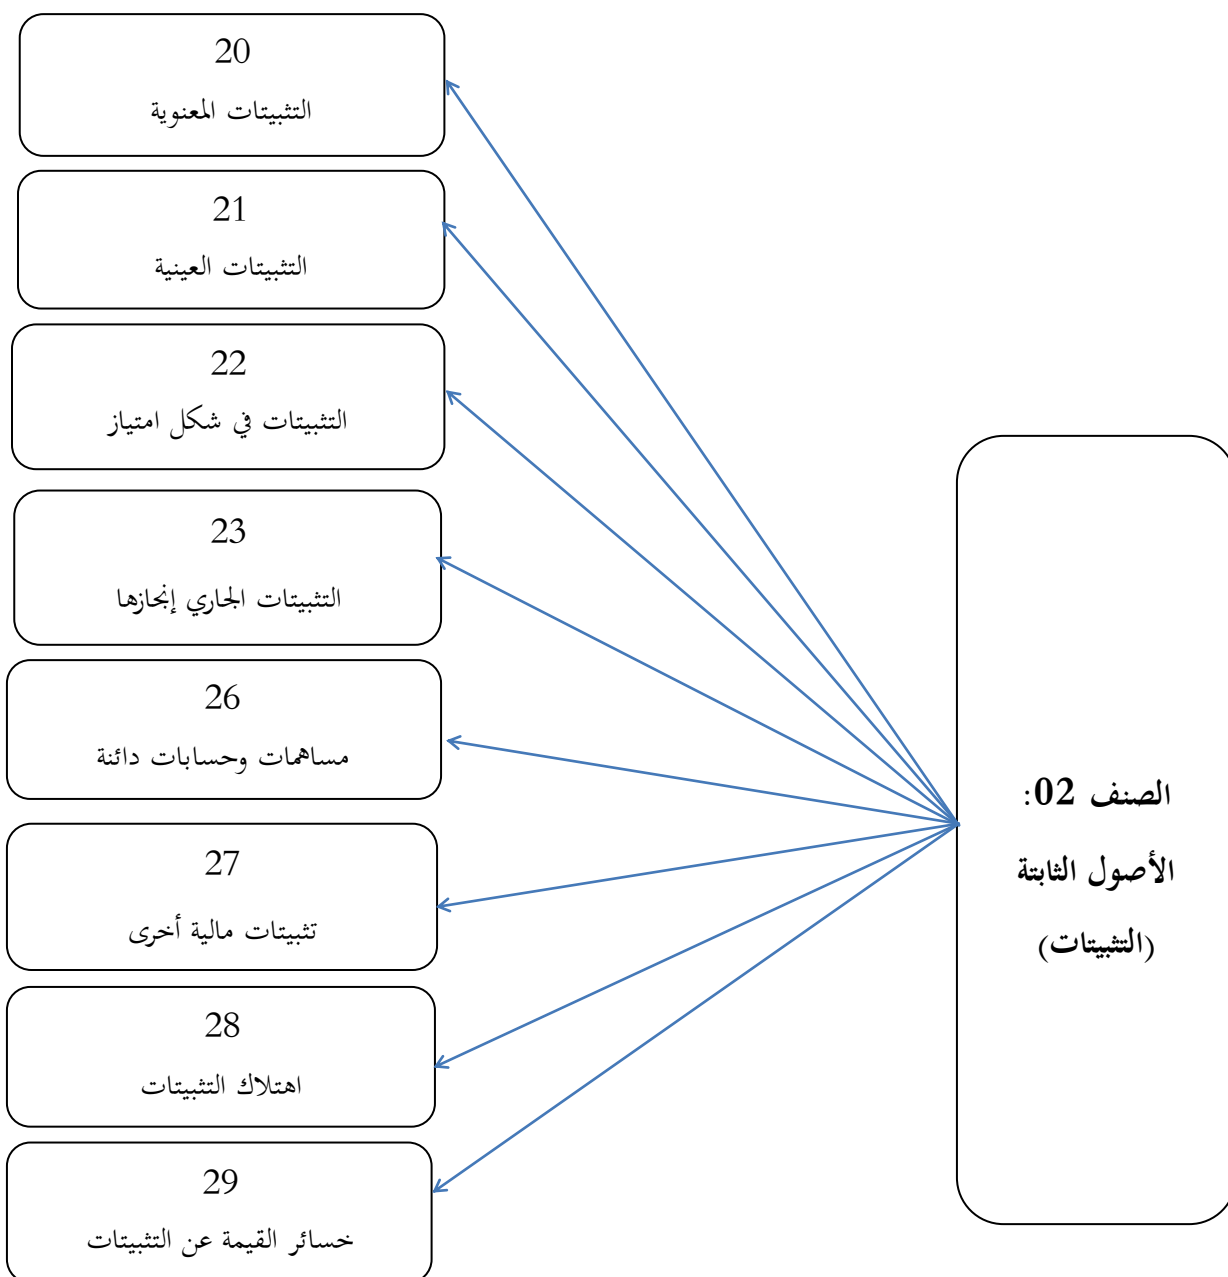 20
التثبيتات المعنوية
21
التثبيتات العينية
22
التثبيتات في شكل امتياز
23
التثبيتات الجاري إنجازها
26
مساهمات وحسابات دائنة
27
تثبيتات مالية أخرى
28
اهتلاك التثبيتات
29
خسائر القيمة عن التثبيتات
الصنف 02:
الأصول الثابتة
(التثبيتات)